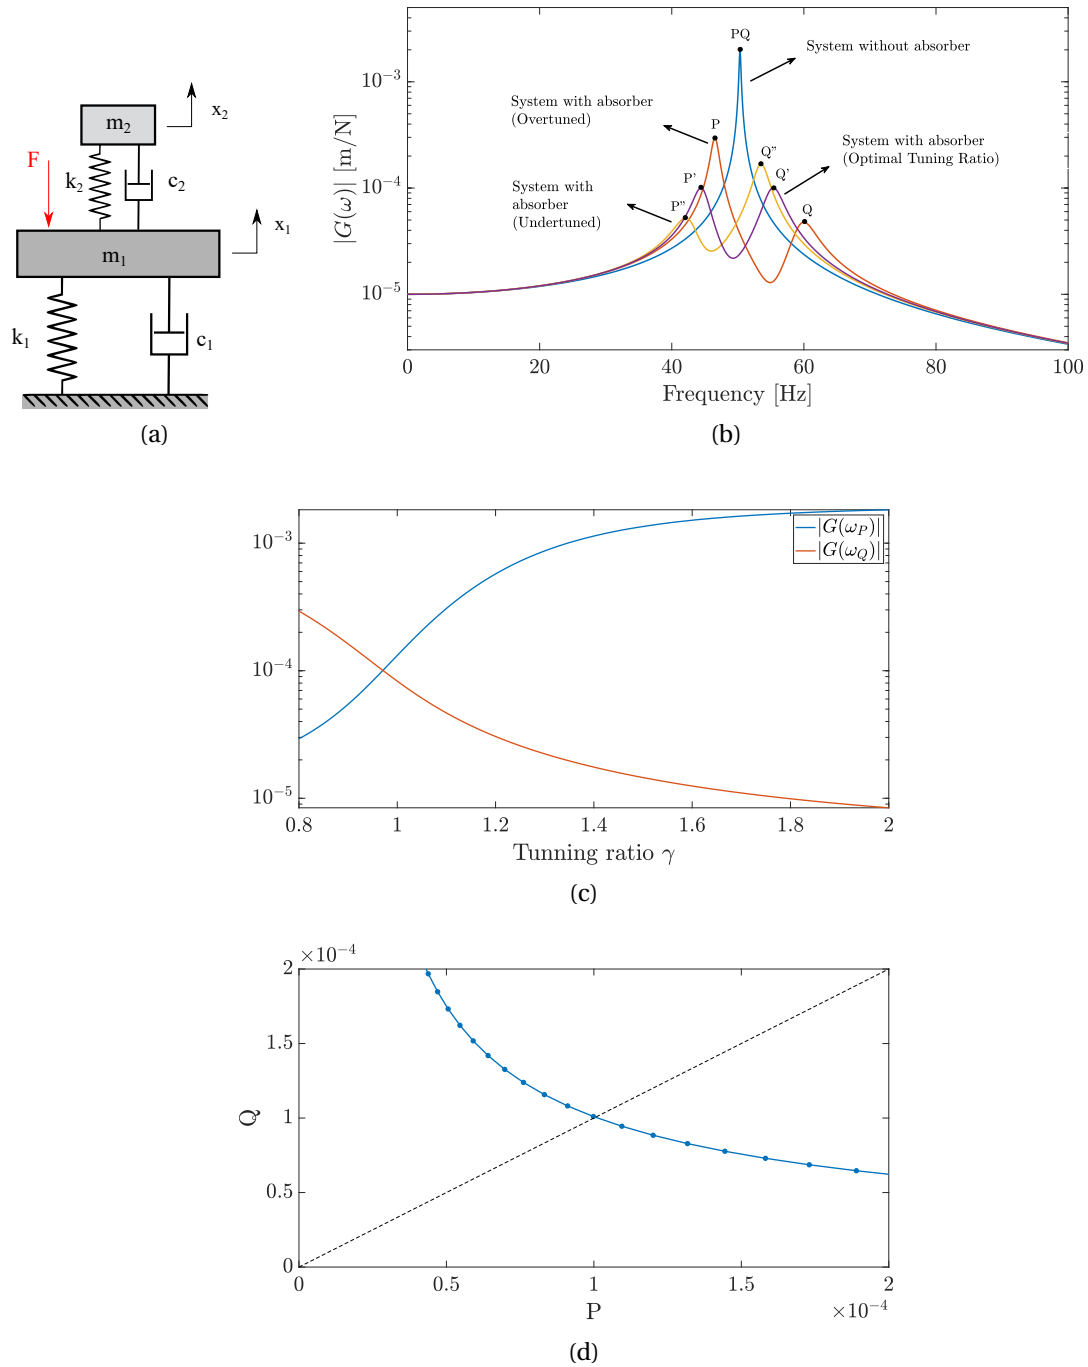 m₂
x₂
F
k₂
c₂
x₁
m₁
k₁
c₁
(a)
|G(ω)| [m/N]
10⁻³
10⁻⁴
10⁻⁵
PQ
System without absorber
System with absorber
(Overtuned)
P
System with absorber
(Optimal Tuning Ratio)
Q"
Q'
P'
System with
absorber
(Undertuned)
P"
Q
0 20 40 60 80 100
Frequency [Hz]
(b)
|G(ω_P)|
|G(ω_Q)|
10⁻³
10⁻⁴
10⁻⁵
0.8 1 1.2 1.4 1.6 1.8 2
Tunning ratio γ
(c)
×10⁻⁴
2
1.5
1
0.5
0
Q
0 0.5 1 1.5 2
P
×10⁻⁴
(d)